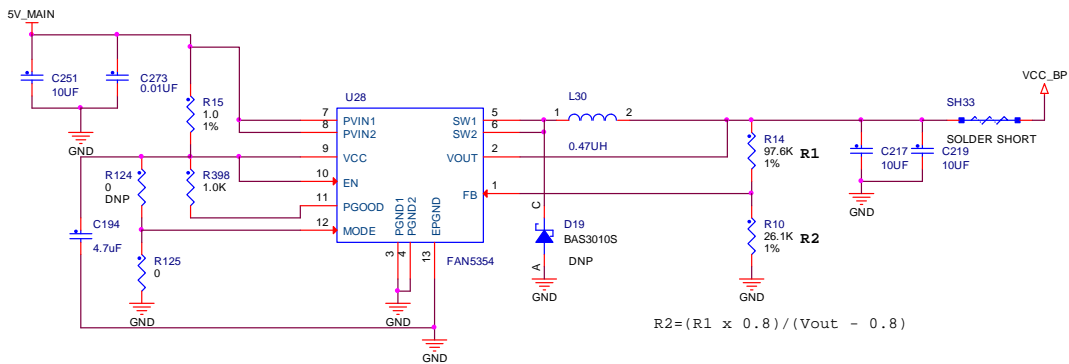 5V_MAIN
C251
10UF
C273
0.01UF
R15
1.0
1%
U28
L30
1
2
0.47UH
VCC_BP
SH33
SOLDER SHORT
7
PVIN1
8
PVIN2
SW1
5
SW2
6
9
VCC
VOUT
2
10
EN
FB
1
11
PGOOD
12
MODE
PGND1
PGND2
EPGND
3
4
13
FAN5354
R14
97.6K
1%
R1
C217
10UF
C219
10UF
GND
GND
R124
0
DNP
R398
1.0K
C194
4.7uF
R125
0
C
D19
BAS3010S
DNP
A
R10
26.1K
1%
R2
GND
GND
GND
GND
GND
R2=(R1 x 0.8)/(Vout - 0.8)